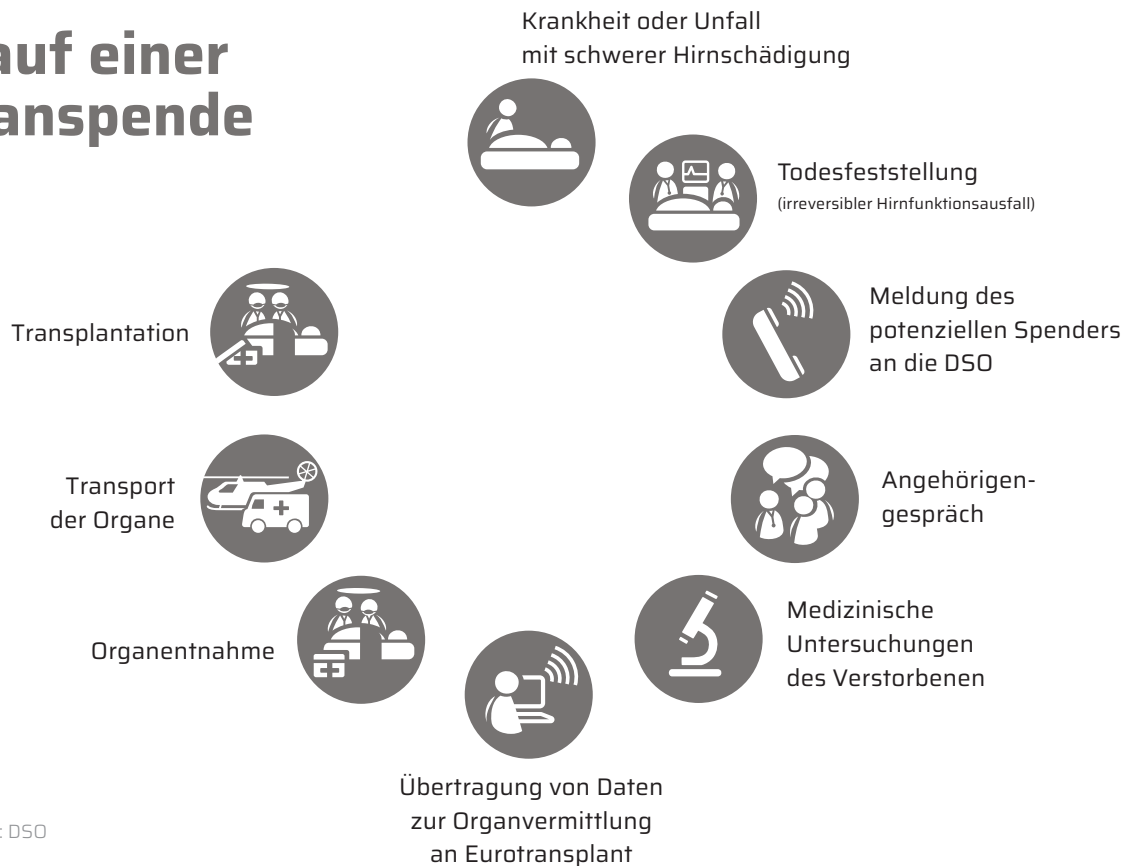 auf einer
anspende
Krankheit oder Unfall
mit schwerer Hirnschädigung
Todesfeststellung
(irreversibler Hirnfunktionsausfall)
Meldung des
potenziellen Spenders
an die DSO
Angehörigen-
gespräch
Medizinische
Untersuchungen
des Verstorbenen
Übertragung von Daten
zur Organvermittlung
an Eurotransplant
Organentnahme
Transport
der Organe
Transplantation
: DSO